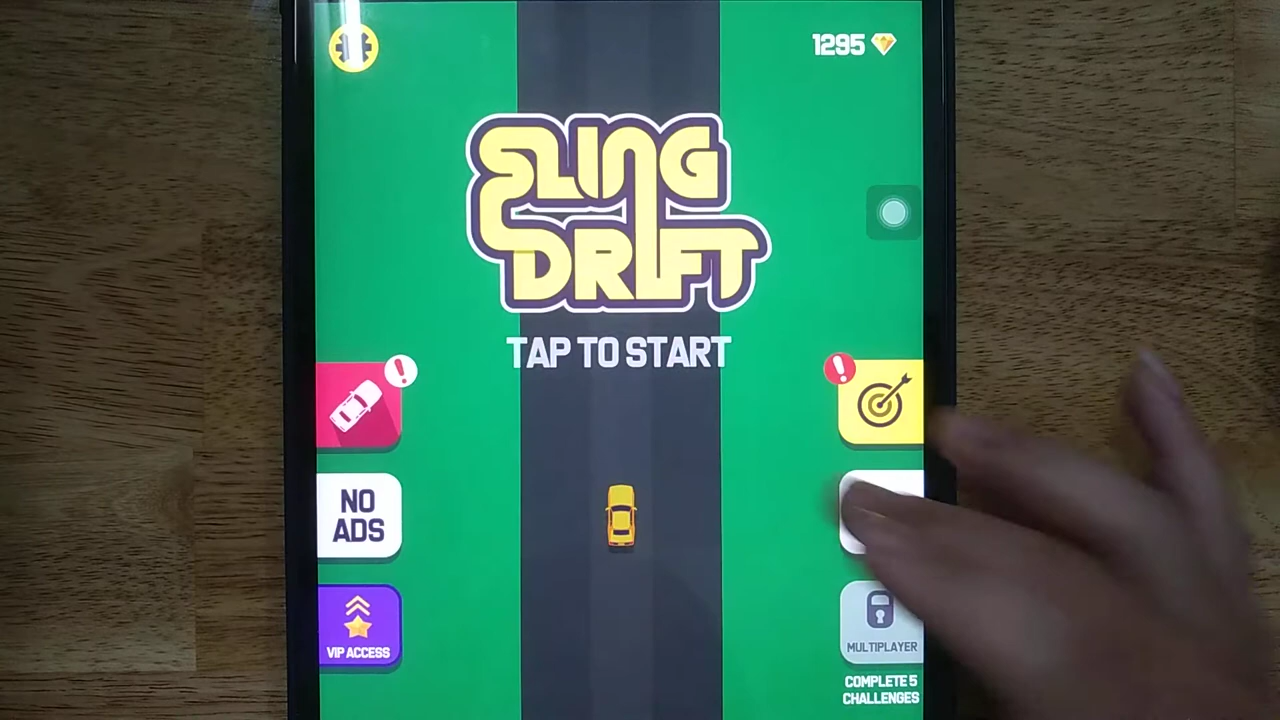 1295
SLING
DRIFT
TAP TO START
!
!
NO
ADS
VIP ACCESS
MULTIPLAYER
COMPLETE 5
CHALLENGES